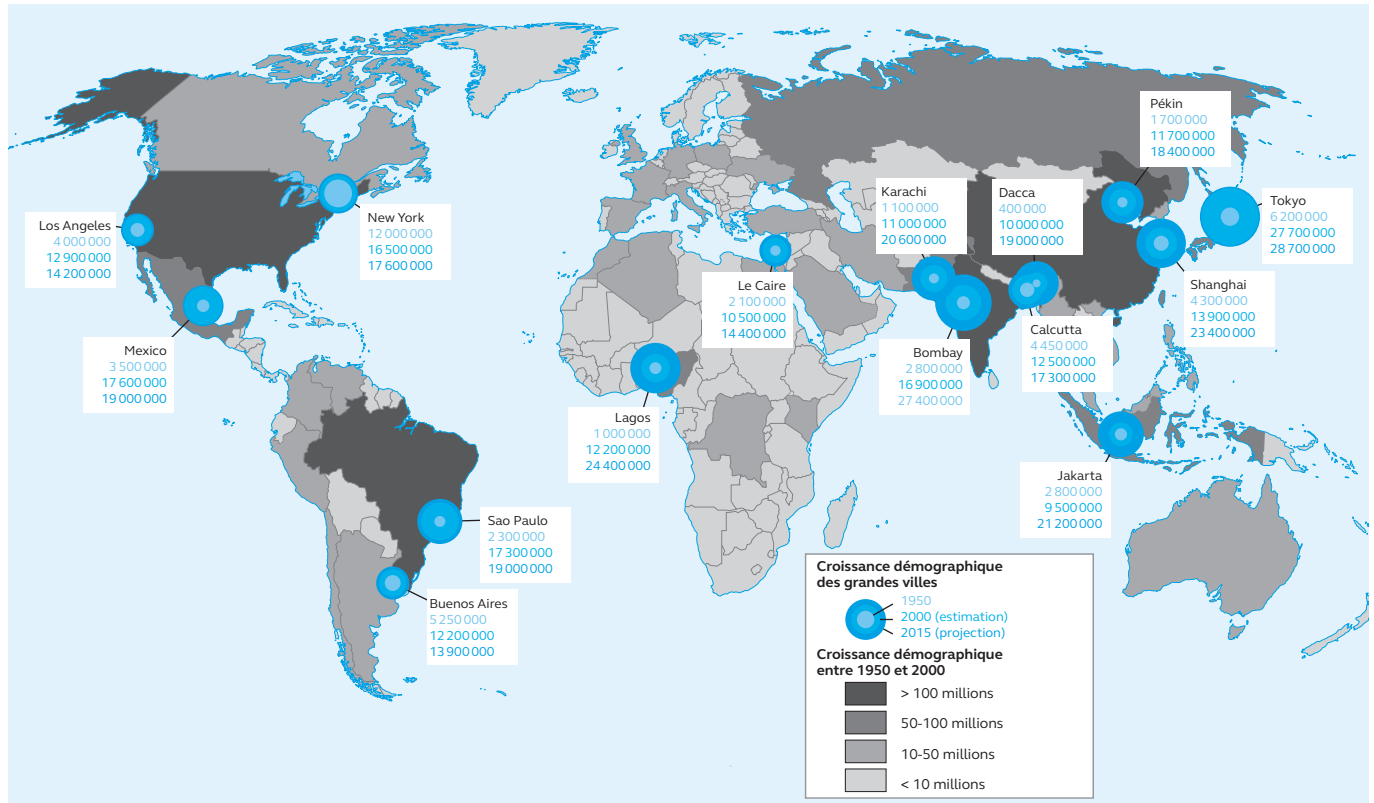 Pékin
1 700 000
11 700 000
18 400 000
Karachi
1 100 000
11 000 000
20 600 000
Dacca
400 000
10 000 000
19 000 000
Tokyo
6 200 000
27 700 000
28 700 000
Los Angeles
4 000 000
12 900 000
14 200 000
New York
12 000 000
16 500 000
17 600 000
Le Caire
2 100 000
10 500 000
14 400 000
Shanghai
4 300 000
13 900 000
23 400 000
Mexico
3 500 000
17 600 000
19 000 000
Bombay
2 800 000
16 900 000
27 400 000
Calcutta
4 450 000
12 500 000
17 300 000
Lagos
1 000 000
12 200 000
24 400 000
Jakarta
2 800 000
9 500 000
21 200 000
Sao Paulo
2 300 000
17 300 000
19 000 000
Buenos Aires
5 250 000
12 200 000
13 900 000
Croissance démographique
des grandes villes
1950
2000 (estimation)
2015 (projection)
Croissance démographique
entre 1950 et 2000
> 100 millions
50-100 millions
10-50 millions
< 10 millions